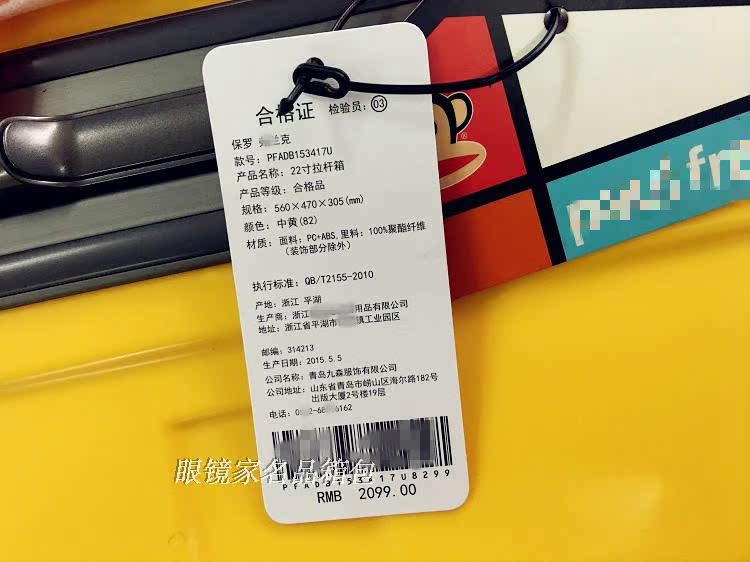 合格证 检验员:03
保罗 兰克
款号: PFADB153417U
产品名称: 22寸拉杆箱
产品等级: 合格品
规格: 560×470×305(mm)
颜色: 中黄(82)
材质: 面料: PC+ABS,里料: 100%聚酯纤维
(装饰部分除外)
执行标准: QB/T2155-2010
产地: 浙江 平湖
生产商: 浙江 用品有限公司
地址: 浙江省平湖市 镇工业园区
邮编: 314213
生产日期: 2015.5.5
公司名称: 青岛九森服饰有限公司
公司地址: 山东省青岛市崂山区海尔路182号
出版大厦2号楼19层
电话: 6162
RMB 2099.00
眼镜家名品箱包